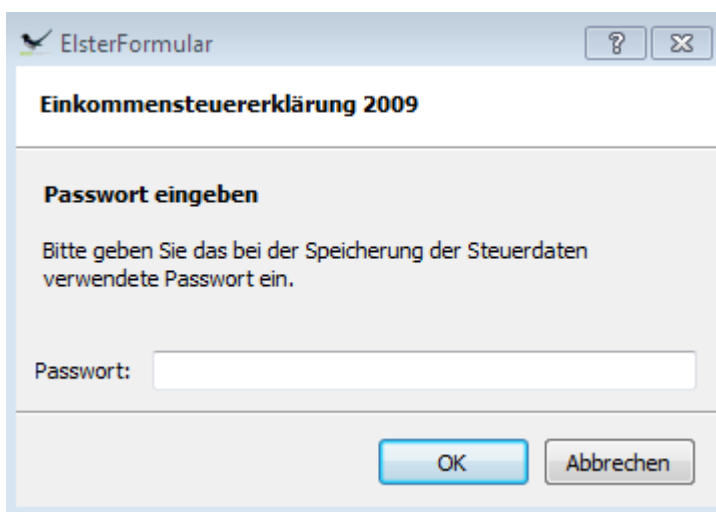 ElsterFormular
Einkommensteuererklärung 2009
Passwort eingeben
Bitte geben Sie das bei der Speicherung der Steuerdaten
verwendete Passwort ein.
Passwort:
OK Abbrechen